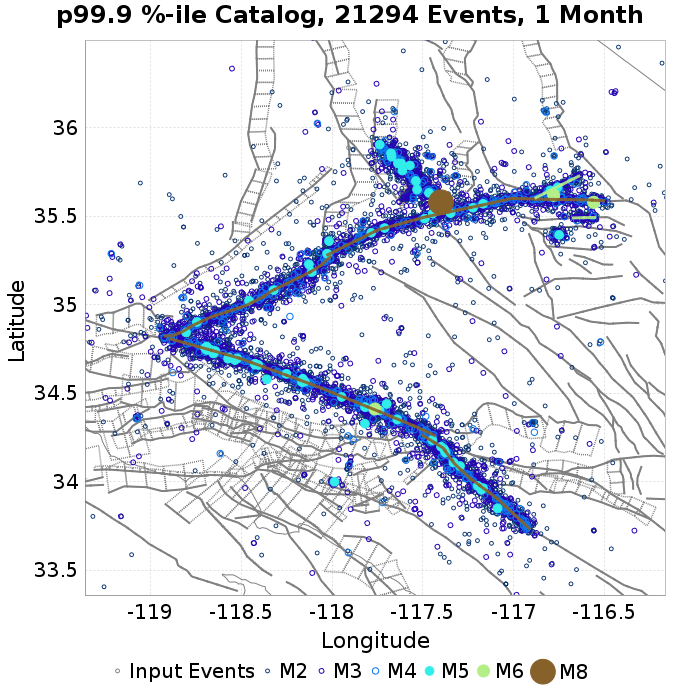 p99.9 %-ile Catalog, 21294 Events, 1 Month
Latitude
36
35.5
35
34.5
34
33.5
-119 -118.5 -118 -117.5 -117 -116.5
Longitude
Input Events M2 M3 M4 M5 M6 M8